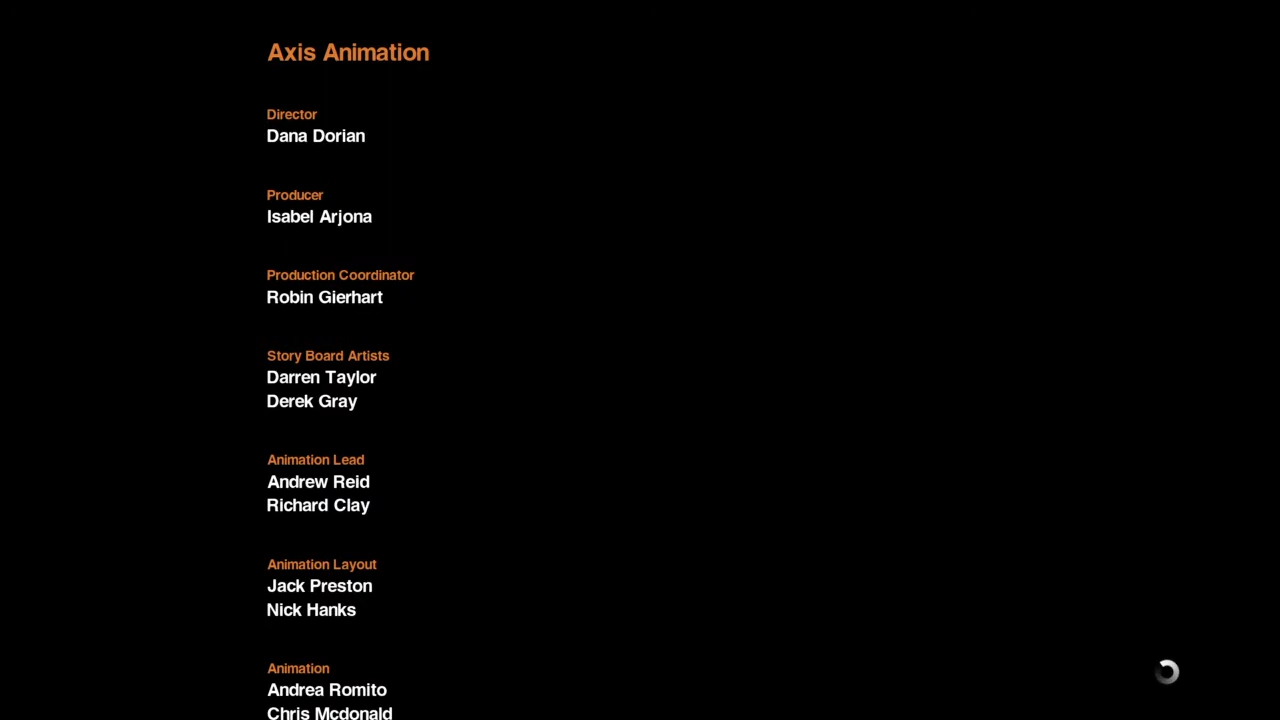 Axis Animation
Director
Dana Dorian
Producer
Isabel Arjona
Production Coordinator
Robin Gierhart
Story Board Artists
Darren Taylor
Derek Gray
Animation Lead
Andrew Reid
Richard Clay
Animation Layout
Jack Preston
Nick Hanks
Animation
Andrea Romito
Chris Mcdonald